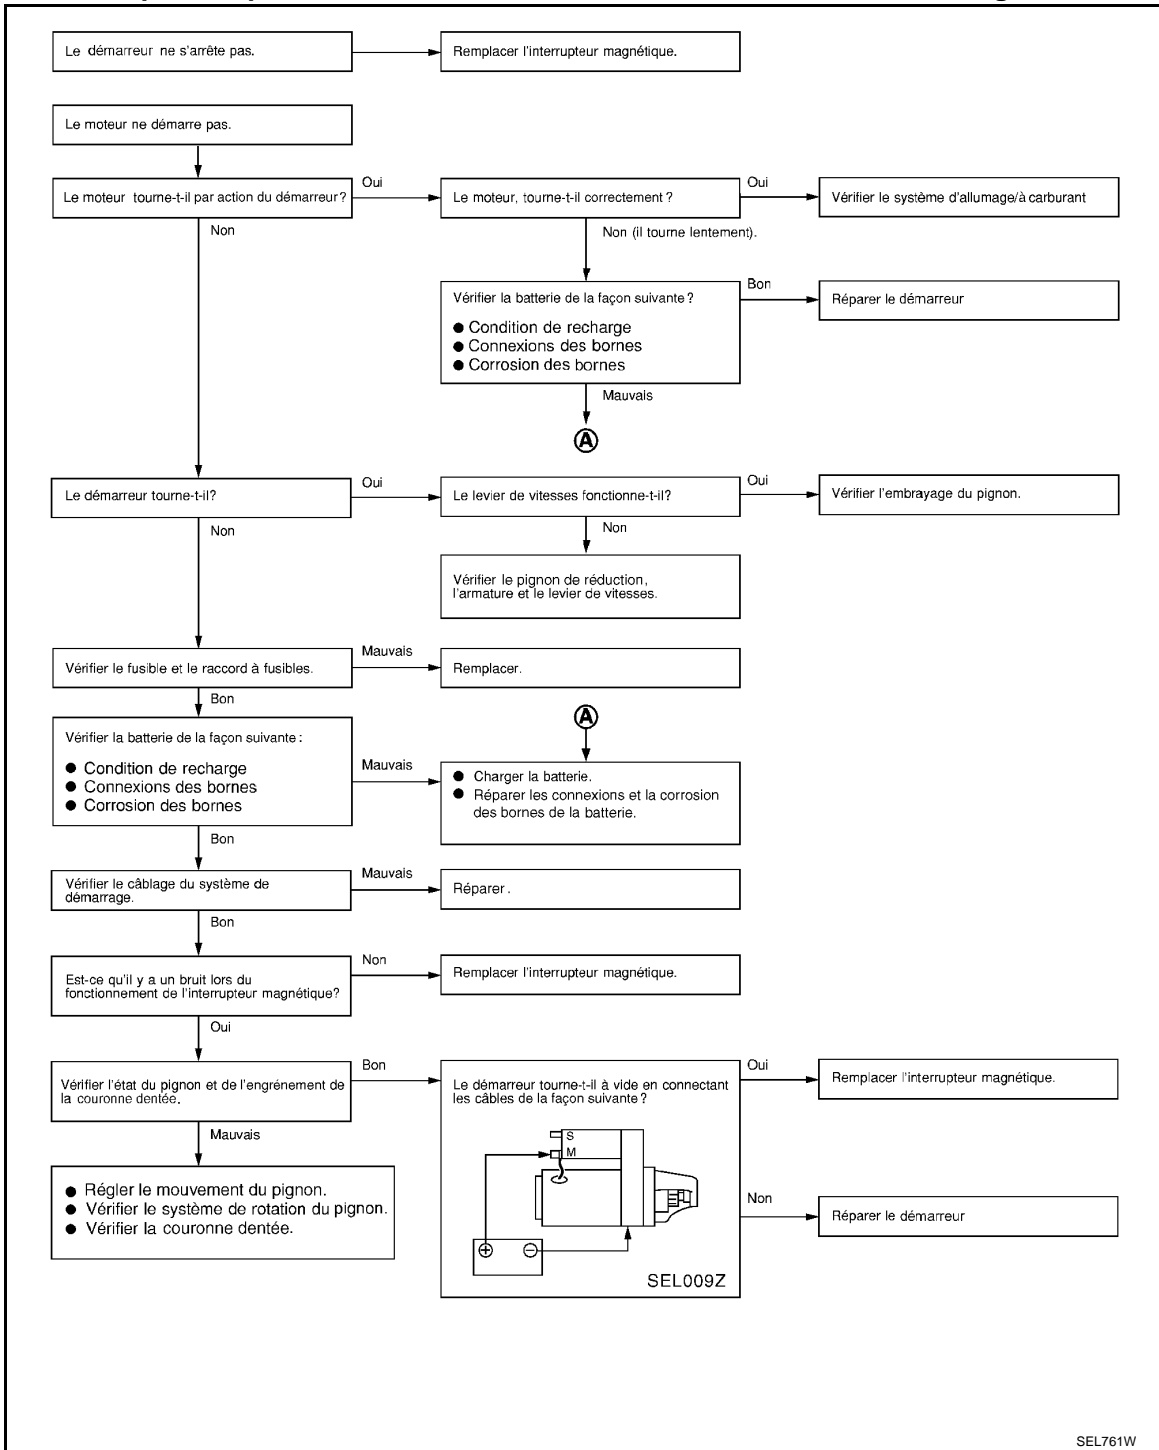 Le démarreur ne s'arrête pas.
Remplacer l'interrupteur magnétique.
Le moteur ne démarre pas.
Le moteur tourne-t-il par action du démarreur?
Oui
Le moteur, tourne-t-il correctement?
Oui
Vérifier le système d'allumage/à carburant
Non
Non (il tourne lentement).
Vérifier la batterie de la façon suivante?
● Condition de recharge
● Connexions des bornes
● Corrosion des bornes
Bon
Réparer le démarreur
Mauvais
A
Le démarreur tourne-t-il?
Oui
Le levier de vitesses fonctionne-t-il?
Oui
Vérifier l'embrayage du pignon.
Non
Non
Vérifier le pignon de réduction,
l'armature et le levier de vitesses.
Vérifier le fusible et le raccord à fusibles.
Mauvais
Remplacer.
Bon
A
Vérifier la batterie de la façon suivante:
● Condition de recharge
● Connexions des bornes
● Corrosion des bornes
Mauvais
● Charger la batterie.
● Réparer les connexions et la corrosion
des bornes de la batterie.
Bon
Vérifier le câblage du système de
démarrage.
Mauvais
Réparer.
Bon
Est-ce qu'il y a un bruit lors du
fonctionnement de l'interrupteur magnétique?
Non
Remplacer l'interrupteur magnétique.
Oui
Vérifier l'état du pignon et de l'engrénement de
la couronne dentée.
Bon
Le démarreur tourne-t-il à vide en connectant
les câbles de la façon suivante?
S
M
+ −
SEL009Z
Oui
Remplacer l'interrupteur magnétique.
Non
Réparer le démarreur
Mauvais
● Régler le mouvement du pignon.
● Vérifier le système de rotation du pignon.
● Vérifier la couronne dentée.
SEL761W